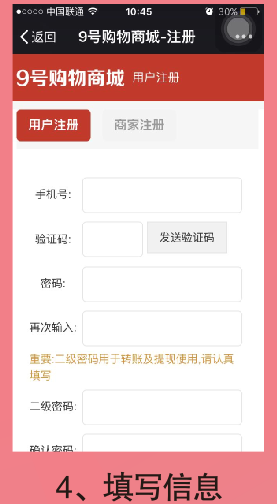 中国联通 10:45 30%
返回 9号购物商城-注册
9号购物商城 用户注册
用户注册 商家注册
手机号:
验证码: 发送验证码
密码:
再次输入:
重要:二级密码用于转账及提现使用,请认真
填写
二级密码:
确认密码:
4、填写信息